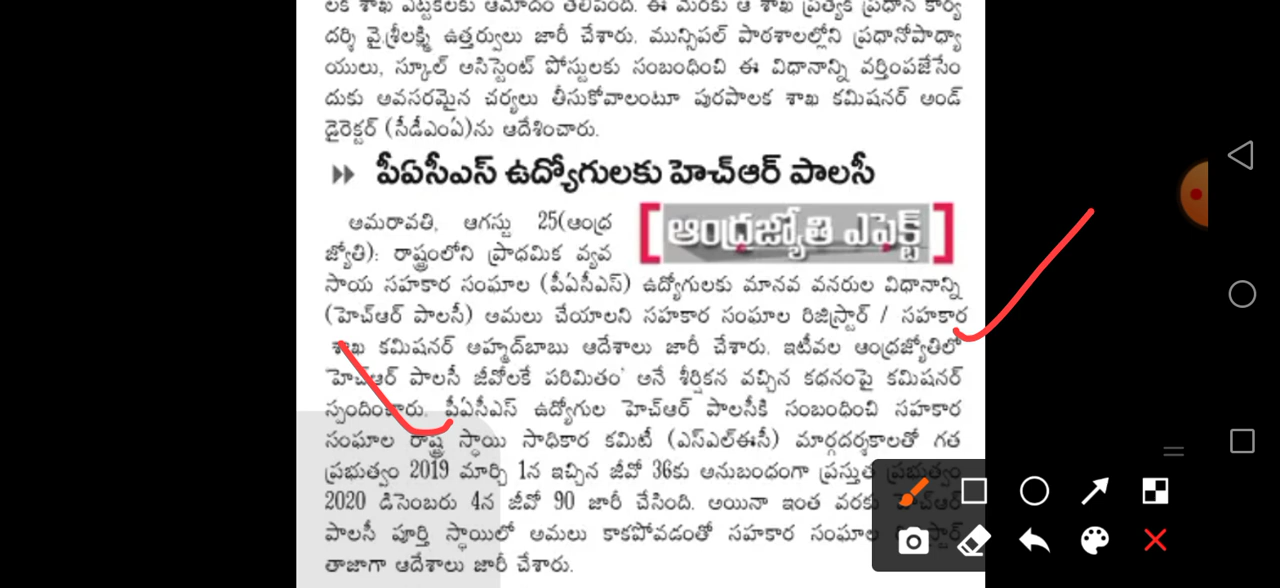 లక శాఖ ఎట్టకేలకు ఆమోదం తెలిపింది. ఈ మేరకు ఆ శాఖ ప్రత్యేక ప్రధాన కార్య
దర్శి వై.శ్రీలక్ష్మి ఉత్తర్వులు జారీ చేశారు. మున్సిపల్ పాఠశాలల్లోని ప్రధానోపాధ్యా
యులు, స్కూల్ అసిస్టెంట్ పోస్టులకు సంబంధించి ఈ విధానాన్ని వర్తింపజేసేం
దుకు అవసరమైన చర్యలు తీసుకోవాలంటూ పురపాలక శాఖ కమిషనర్ అండ్
డైరెక్టర్ (సీడీఎంఏ)ను ఆదేశించారు.
పీఏసీఎస్ ఉద్యోగులకు హెచ్ఆర్ పాలసీ
[ఆంధ్రజ్యోతి ఎఫెక్ట్]
అమరావతి, ఆగస్టు 25(ఆంధ్ర
జ్యోతి): రాష్ట్రంలోని ప్రాథమిక వ్యవ
సాయ సహకార సంఘాల (పీఏసీఎస్) ఉద్యోగులకు మానవ వనరుల విధానాన్ని
(హెచ్ఆర్ పాలసీ) అమలు చేయాలని సహకార సంఘాల రిజిస్ట్రార్ / సహకార
శాఖ కమిషనర్ అహ్మద్‌బాబు ఆదేశాలు జారీ చేశారు. ఇటీవల ఆంధ్రజ్యోతిలో
'హెచ్ఆర్ పాలసీ జీవోలకే పరిమితం' అనే శీర్షికన వచ్చిన కథనంపై కమిషనర్
స్పందించారు. పీఏసీఎస్ ఉద్యోగుల హెచ్ఆర్ పాలసీకి సంబంధించి సహకార
సంఘాల రాష్ట్ర స్థాయి సాధికార కమిటీ (ఎస్ఎల్ఈసీ) మార్గదర్శకాలతో గత
ప్రభుత్వం 2019 మార్చి 1న ఇచ్చిన జీవో 36కు అనుబంధంగా ప్రస్తుత ప్రభుత్వం
2020 డిసెంబరు 4న జీవో 90 జారీ చేసింది. అయినా ఇంత వరకు హెచ్ఆర్
పాలసీ పూర్తి స్థాయిలో అమలు కాకపోవడంతో సహకార సంఘాల రిజిస్ట్రార్
తాజాగా ఆదేశాలు జారీ చేశారు.